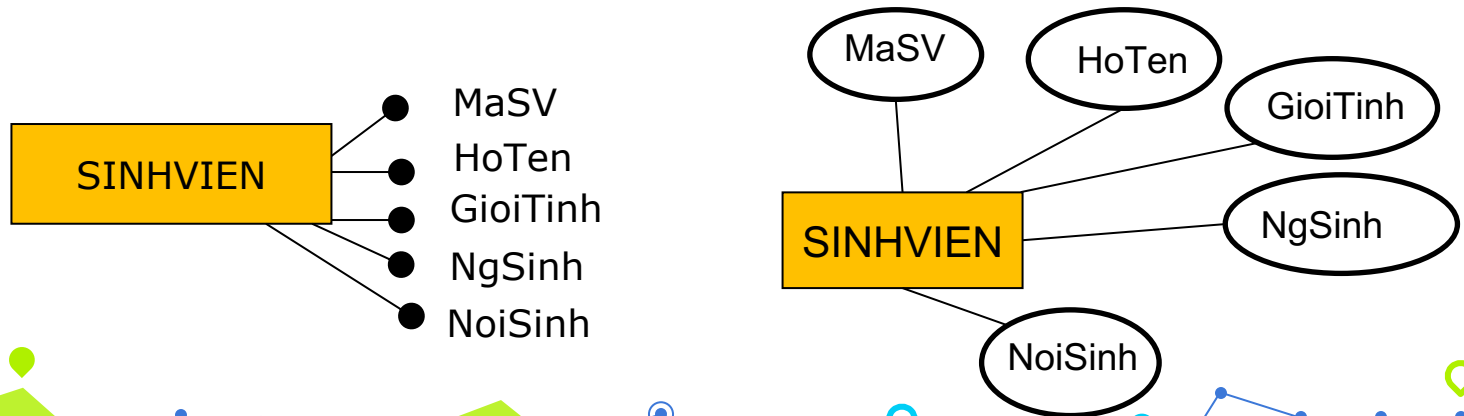 SINHVIEN
MaSV
HoTen
GioiTinh
NgSinh
NoiSinh
MaSV
HoTen
GioiTinh
SINHVIEN
NgSinh
NoiSinh